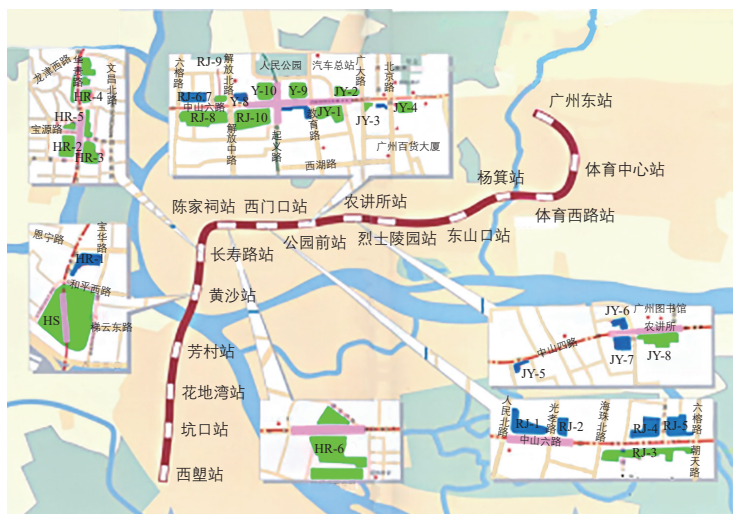 龙津西路
华贵路
文昌北路
HR-4
HR-5
宝源路
HR-2
HR-3
六榕路
RJ-9
解放北路
人民公园
汽车总站
广大路
北京路
RJ-6,7
Y-8
Y-10
Y-9
JY-2
中山六路
RJ-8
RJ-10
JY-1
JY-3
JY-4
解放中路
起义路
教育路
西湖路
广州百货大厦
广州东站
体育中心站
杨箕站
体育西路站
陈家祠站
西门口站
农讲所站
公园前站
烈士陵园站
东山口站
恩宁路
宝华路
HR-1
和平西路
HS
梯云东路
长寿路站
黄沙站
芳村站
花地湾站
坑口站
西塱站
HR-6
JY-6
广州图书馆
农讲所
中山四路
JY-7
JY-8
JY-5
人民北路
光孝路
海珠北路
六榕路
RJ-1
RJ-2
RJ-4
RJ-5
中山六路
RJ-3
朝天路